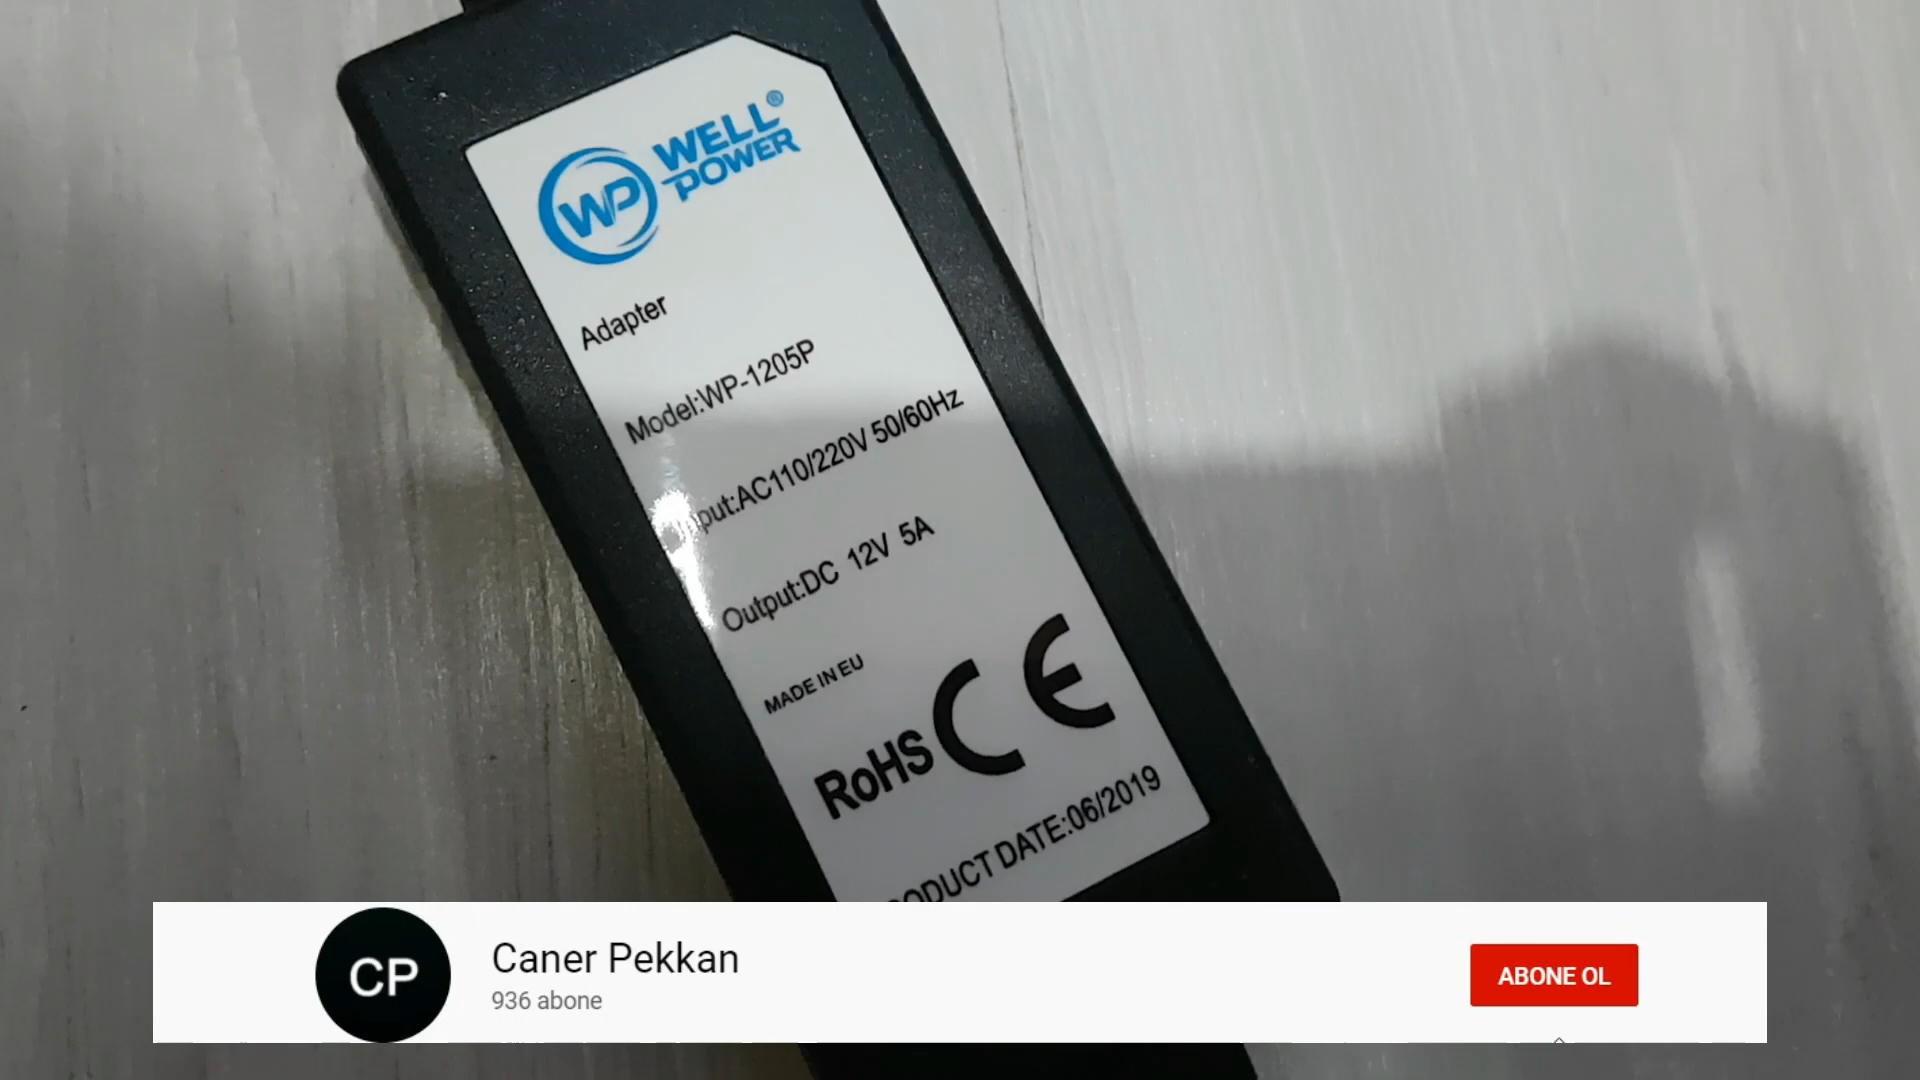 WP
WELL®
POWER
Adapter
Model:WP-1205P
put:AC110/220V 50/60Hz
Output:DC 12V 5A
MADE IN EU
RoHS CE
ODUCT DATE:06/2019
CP
Caner Pekkan
936 abone
ABONE OL